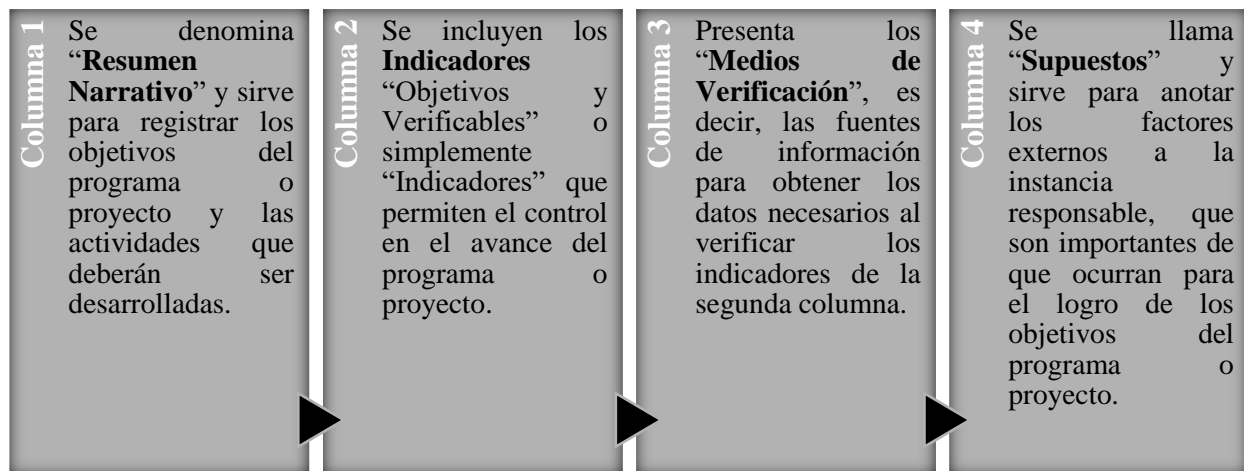 Columna 1
Se denomina
“Resumen
Narrativo” y sirve
para registrar los
objetivos del
programa o
proyecto y las
actividades que
deberán ser
desarrolladas.
Columna 2
Se incluyen los
Indicadores
“Objetivos y
Verificables” o
simplemente
“Indicadores” que
permiten el control
en el avance del
programa o
proyecto.
Columna 3
Presenta los
“Medios de
Verificación”, es
decir, las fuentes
de información
para obtener los
datos necesarios al
verificar los
indicadores de la
segunda columna.
Columna 4
Se llama
“Supuestos” y
sirve para anotar
los factores
externos a la
instancia
responsable, que
son importantes de
que ocurran para
el logro de los
objetivos del
programa o
proyecto.